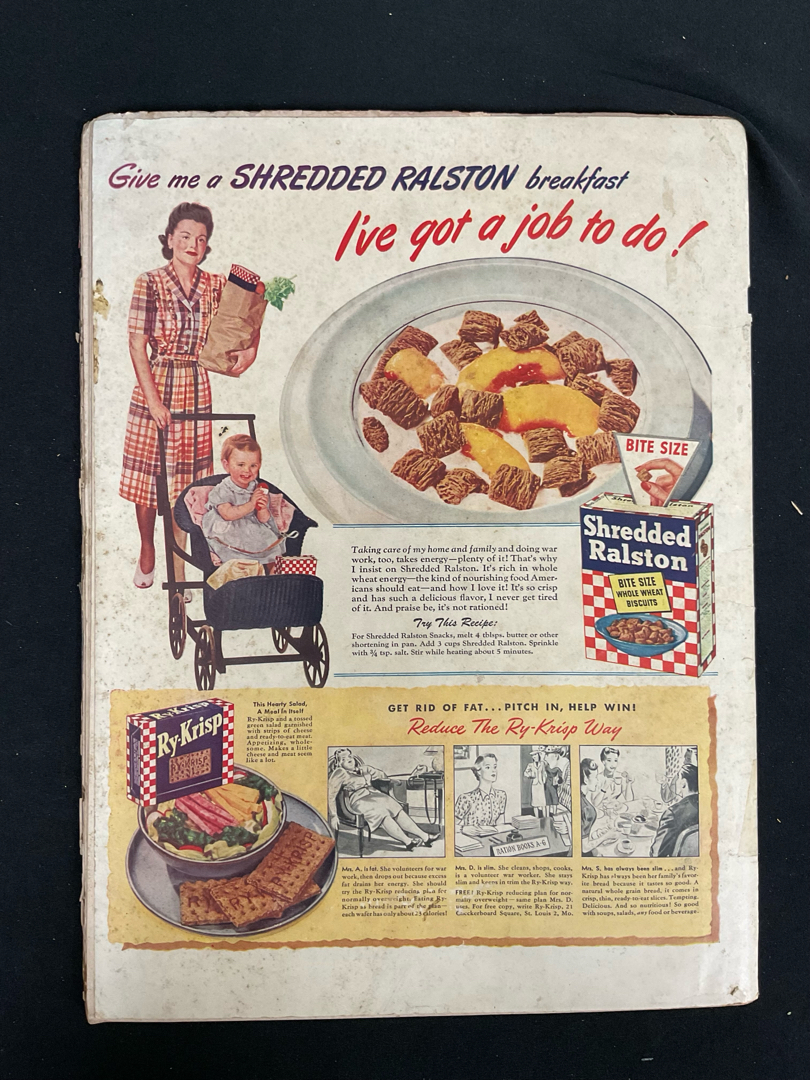 Give me a SHREDDED RALSTON breakfast
I've got a job to do!
BITE SIZE
Shredded
Ralston
BITE SIZE
WHOLE WHEAT
BISCUITS
Taking care of my home and family and doing war
work, too, takes energy—plenty of it! That's why
I insist on Shredded Ralston. It's rich in whole
wheat energy—the kind of nourishing food Amer-
icans should eat—and how I love it! It's so crisp
and has such a delicious flavor, I never get tired
of it. And praise be, it's not rationed!
Try This Recipe:
For Shredded Ralston Snacks, melt 4 tblsps. butter or other
shortening in pan. Add 3 cups Shredded Ralston. Sprinkle
with ¾ tsp. salt. Stir while heating about 5 minutes.
Ry-Krisp
Ry-Krisp
This Hearty Salad,
A Meal In Itself
Ry-Krisp and a tossed
green salad garnished
with strips of cheese
and ready-to-eat meat.
Appetizing, whole-
some. Makes a little
cheese and meat seem
like a lot.
GET RID OF FAT...PITCH IN, HELP WIN!
Reduce The Ry-Krisp Way
RATION BOOKS A-G
Mrs. A. is fat. She volunteers for war
work, then drops out because excess
fat drains her energy. She should
try the Ry-Krisp reducing plan for
normally overweight. Eating Ry-
Krisp as bread is part of the plan—
each wafer has only about 23 calories!
Mrs. D. is slim. She cleans, shops, cooks,
is a volunteer war worker. She stays
slim and keeps in trim the Ry-Krisp way.
FREE! Ry-Krisp reducing plan for nor-
mally overweight—same plan Mrs. D.
uses. For free copy, write Ry-Krisp, 21
Checkerboard Square, St. Louis 2, Mo.
Mrs. S. has always been slim...and Ry-
Krisp has always been her family's favor-
ite bread because it tastes so good. A
natural whole grain bread, it comes in
crisp, thin, ready-to-eat slices. Tempting.
Delicious. And so nutritious! So good
with soups, salads, any food or beverage.